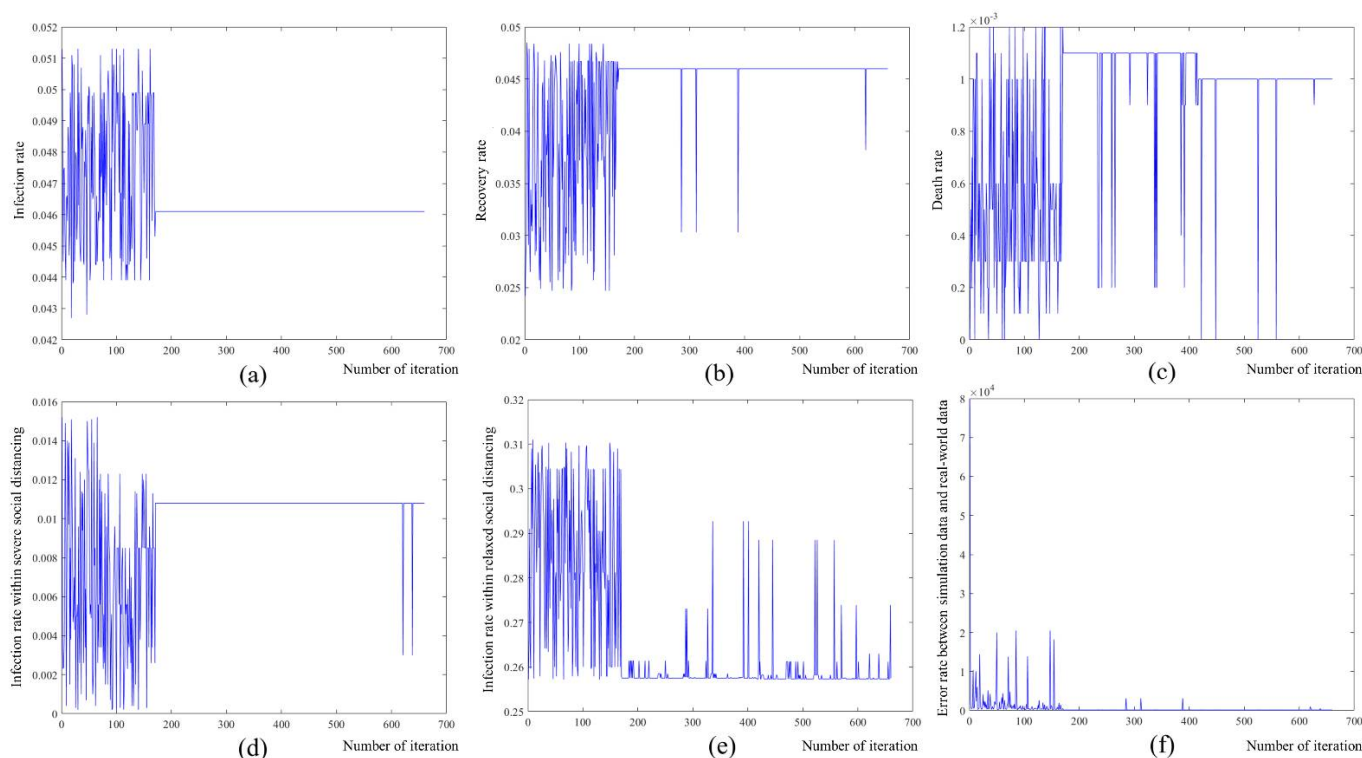 Infection rate
0.052
0.051
0.05
0.049
0.048
0.047
0.046
0.045
0.044
0.043
0.042
0 100 200 300 400 500 600 700
Number of iteration
(a)
Recovery rate
0.05
0.045
0.04
0.035
0.03
0.025
0.02
0 100 200 300 400 500 600 700
Number of iteration
(b)
Death rate
×10⁻³
1.2
1
0.8
0.6
0.4
0.2
0
0 100 200 300 400 500 600 700
Number of iteration
(c)
Infection rate within severe social distancing
0.016
0.014
0.012
0.01
0.008
0.006
0.004
0.002
0
0 100 200 300 400 500 600 700
Number of iteration
(d)
Infection rate within relaxed social distancing
0.32
0.31
0.3
0.29
0.28
0.27
0.26
0.25
0 100 200 300 400 500 600 700
Number of iteration
(e)
Error rate between simulation data and real-world data
×10⁴
8
7
6
5
4
3
2
1
0
0 100 200 300 400 500 600 700
Number of iteration
(f)